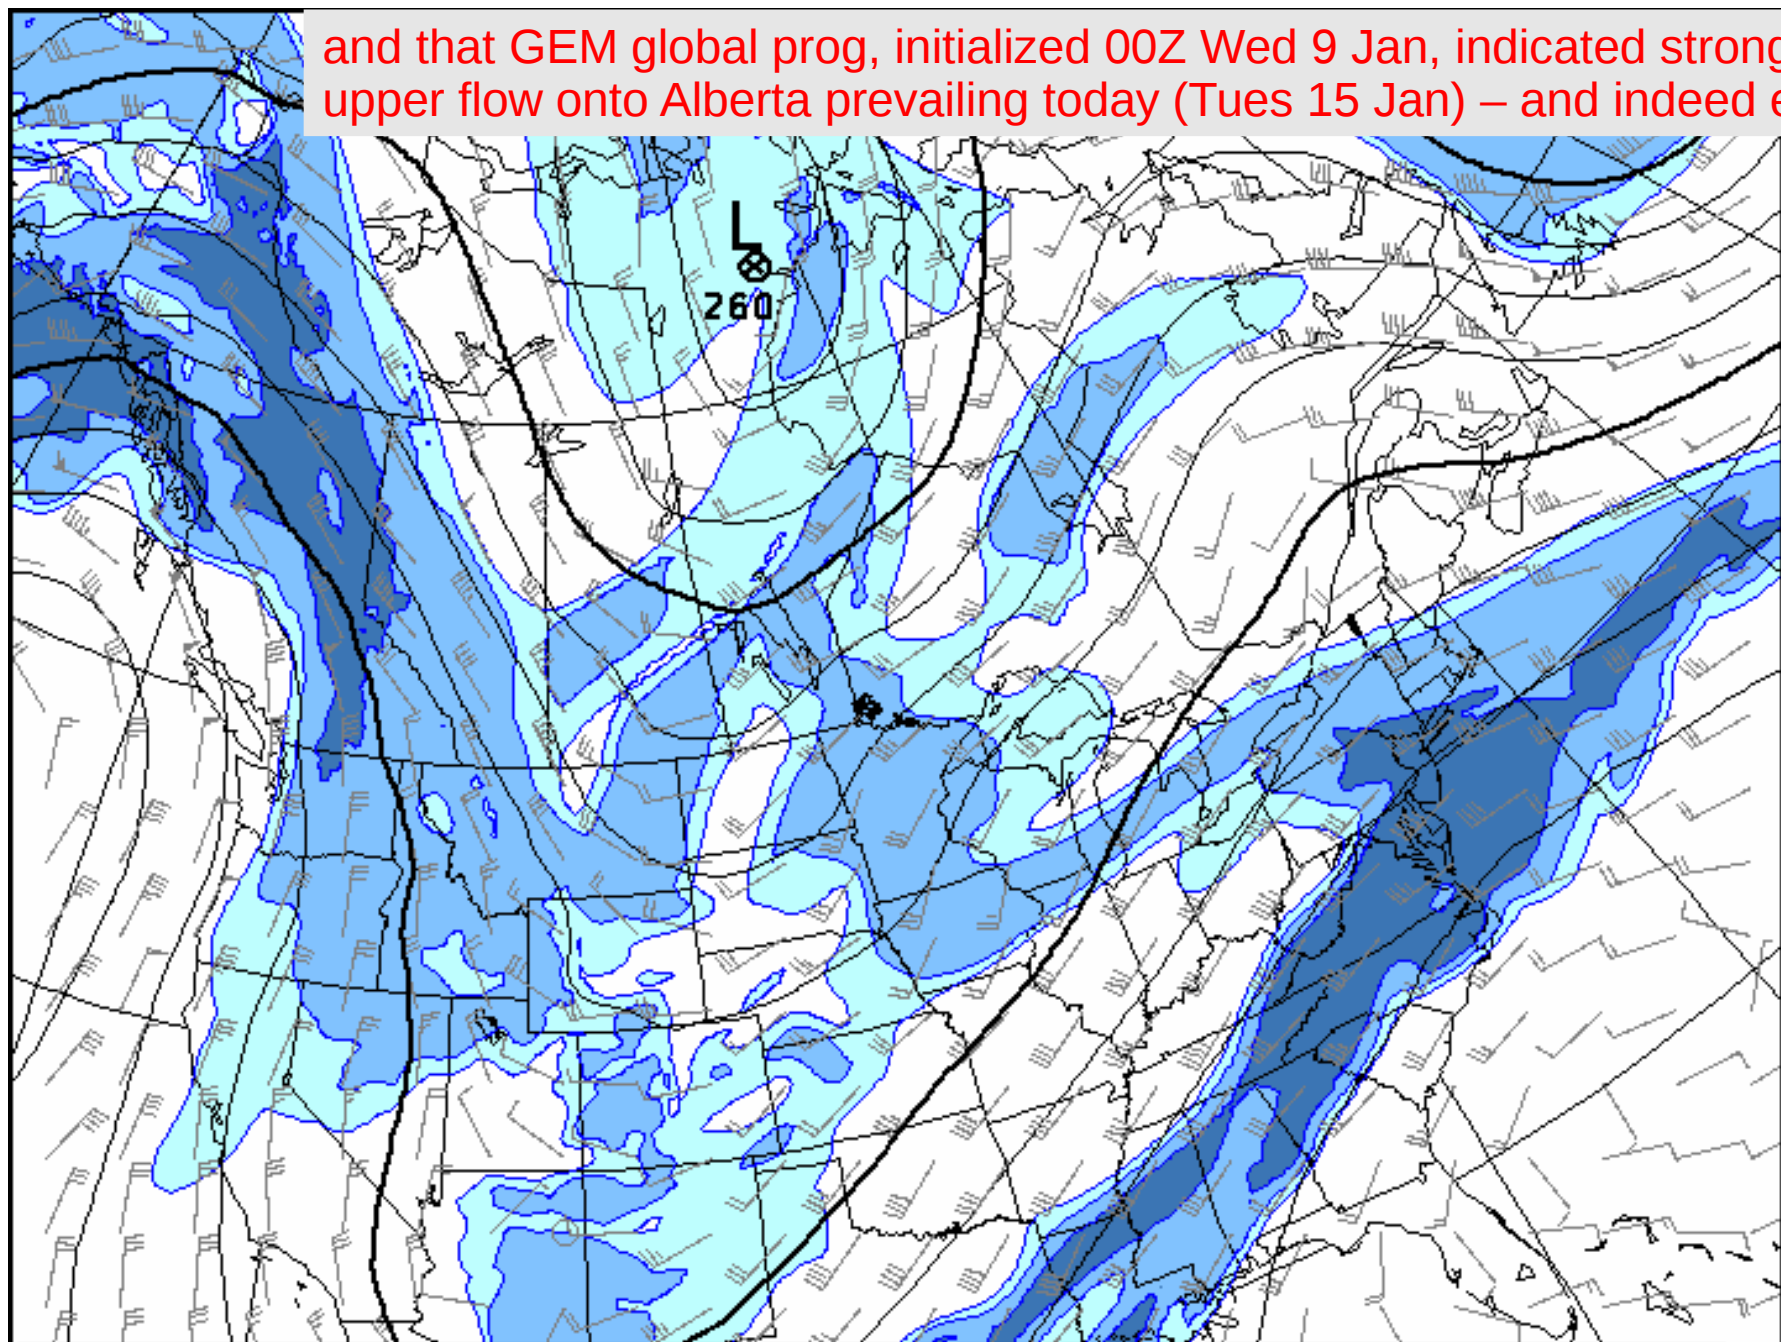 and that GEM global prog, initialized 00Z Wed 9 Jan, indicated strong
upper flow onto Alberta prevailing today (Tues 15 Jan) – and indeed e
L
260